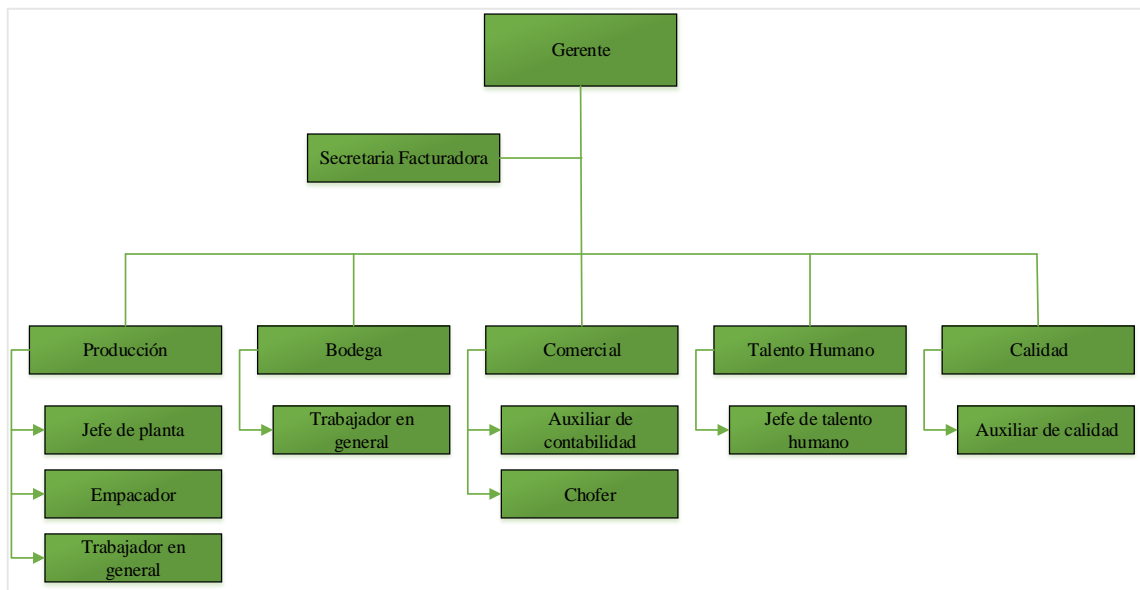 Gerente
Secretaria Facturadora
Producción
Bodega
Comercial
Talento Humano
Calidad
Jefe de planta
Trabajador en
general
Auxiliar de
contabilidad
Jefe de talento
humano
Auxiliar de calidad
Empacador
Chofer
Trabajador en
general